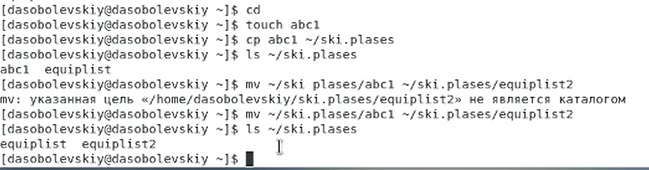 [dasobolevskiy@dasobolevskiy ~]$ cd
[dasobolevskiy@dasobolevskiy ~]$ touch abc1
[dasobolevskiy@dasobolevskiy ~]$ cp abc1 ~/ski.plases
[dasobolevskiy@dasobolevskiy ~]$ ls ~/ski.plases
abc1  equiplist
[dasobolevskiy@dasobolevskiy ~]$ mv ~/ski plases/abc1 ~/ski.plases/equiplist2
mv: указанная цель «/home/dasobolevskiy/ski.plases/equiplist2» не является каталогом
[dasobolevskiy@dasobolevskiy ~]$ mv ~/ski.plases/abc1 ~/ski.plases/equiplist2
[dasobolevskiy@dasobolevskiy ~]$ ls ~/ski.plases
equiplist  equiplist2
[dasobolevskiy@dasobolevskiy ~]$